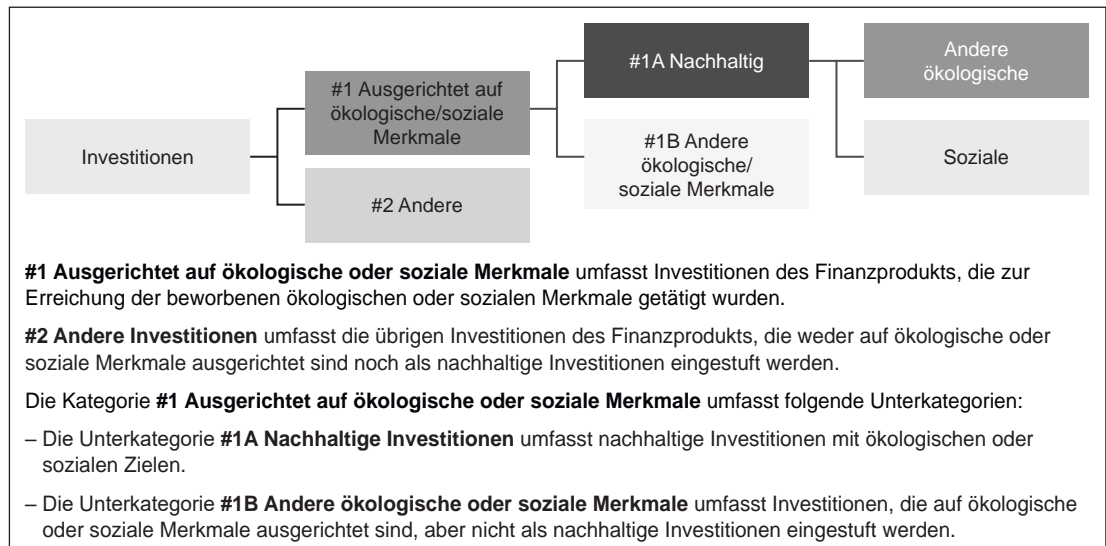 Investitionen
#1 Ausgerichtet auf
ökologische/soziale
Merkmale
#2 Andere
#1A Nachhaltig
#1B Andere
ökologische/
soziale Merkmale
Andere
ökologische
Soziale
#1 Ausgerichtet auf ökologische oder soziale Merkmale umfasst Investitionen des Finanzprodukts, die zur
Erreichung der beworbenen ökologischen oder sozialen Merkmale getätigt wurden.
#2 Andere Investitionen umfasst die übrigen Investitionen des Finanzprodukts, die weder auf ökologische oder
soziale Merkmale ausgerichtet sind noch als nachhaltige Investitionen eingestuft werden.
Die Kategorie #1 Ausgerichtet auf ökologische oder soziale Merkmale umfasst folgende Unterkategorien:
– Die Unterkategorie #1A Nachhaltige Investitionen umfasst nachhaltige Investitionen mit ökologischen oder
sozialen Zielen.
– Die Unterkategorie #1B Andere ökologische oder soziale Merkmale umfasst Investitionen, die auf ökologische
oder soziale Merkmale ausgerichtet sind, aber nicht als nachhaltige Investitionen eingestuft werden.